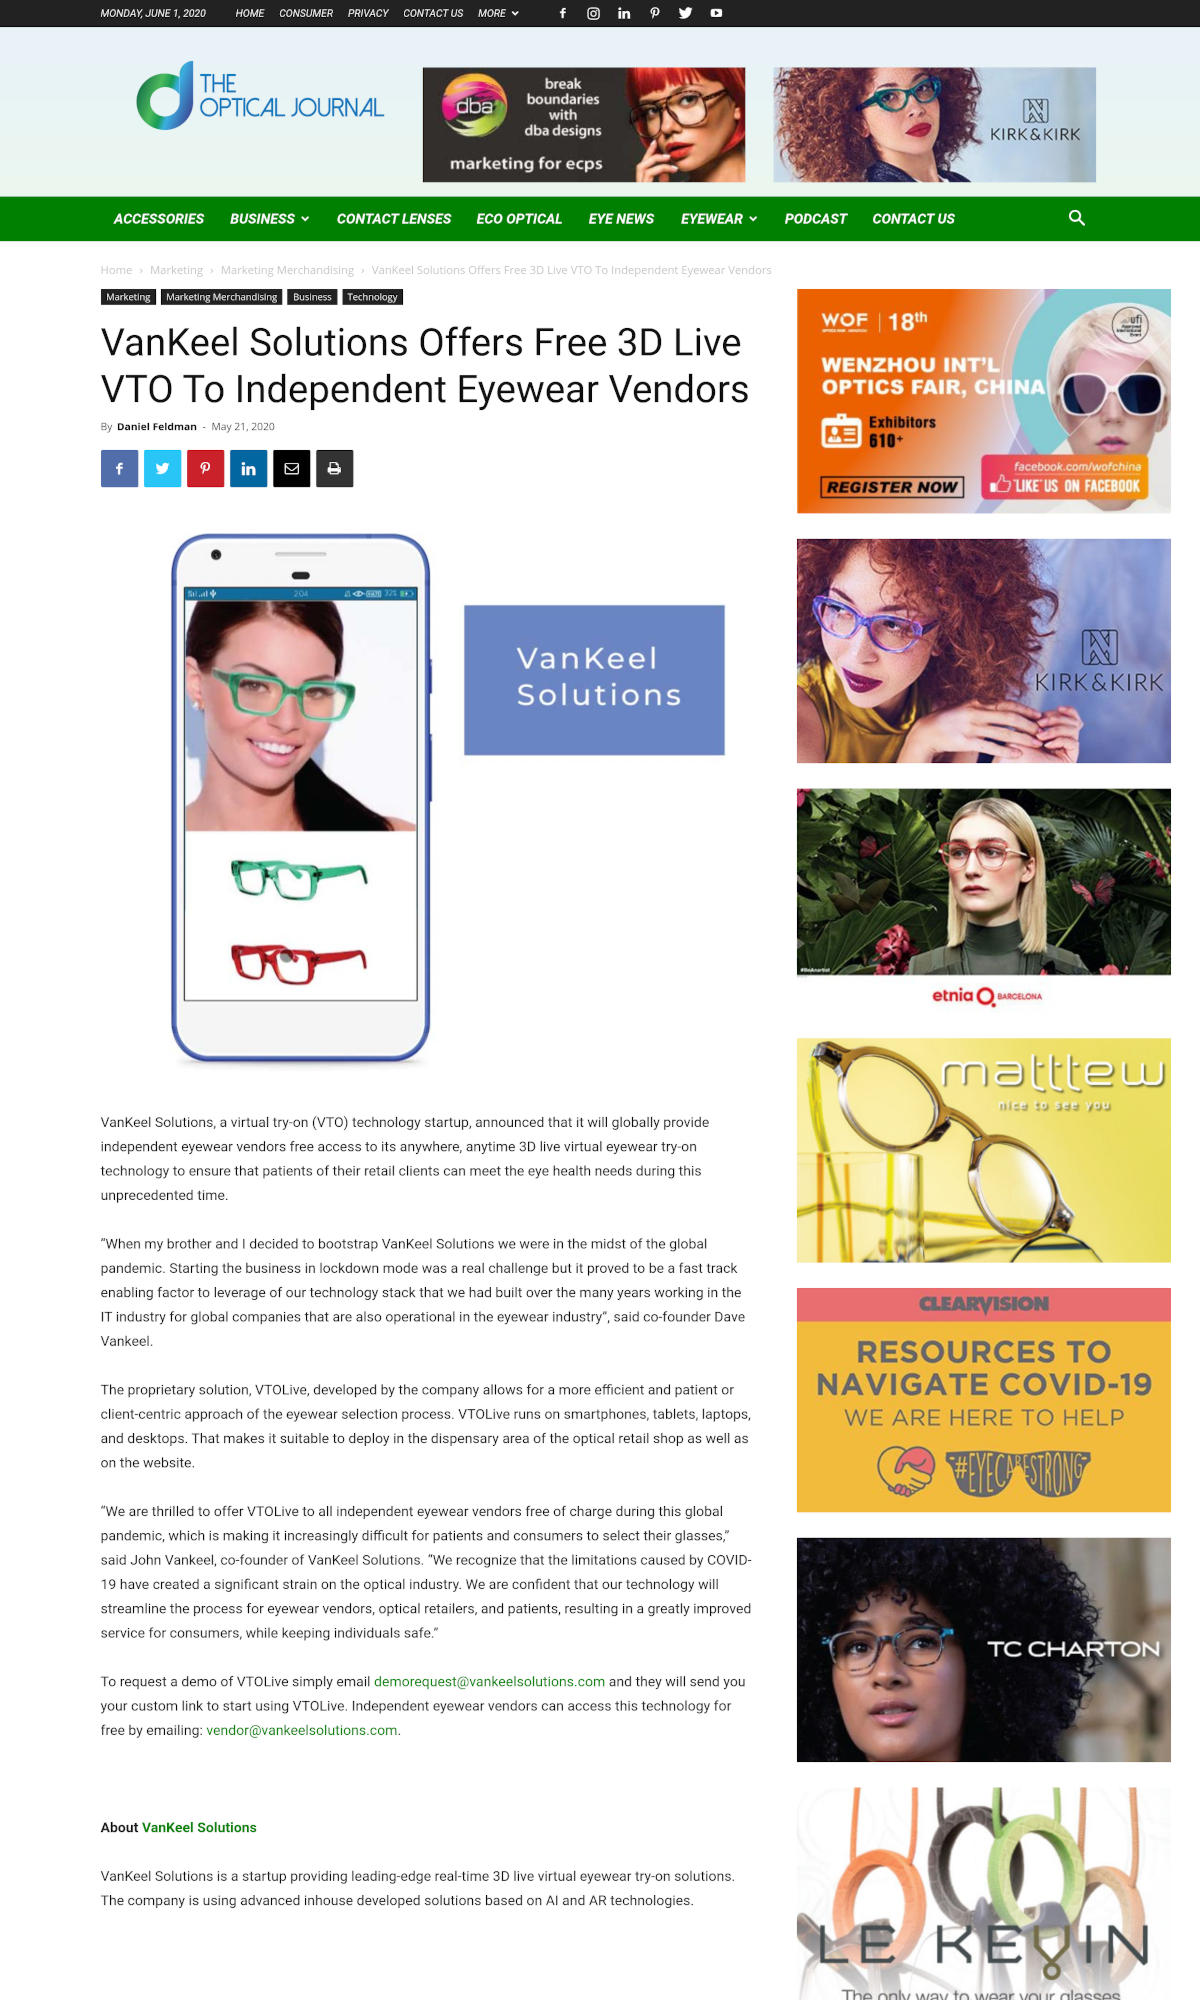 MONDAY, JUNE 1, 2020 HOME CONSUMER PRIVACY CONTACT US MORE
THE
OPTICAL JOURNAL
dba
break
boundaries
with
dba designs
marketing for ecps
KIRK & KIRK
ACCESSORIES BUSINESS CONTACT LENSES ECO OPTICAL EYE NEWS EYEWEAR PODCAST CONTACT US
Home › Marketing › Marketing Merchandising › VanKeel Solutions Offers Free 3D Live VTO To Independent Eyewear Vendors
Marketing Marketing Merchandising Business Technology
VanKeel Solutions Offers Free 3D Live
VTO To Independent Eyewear Vendors
By Daniel Feldman - May 21, 2020
204 32%
VanKeel
Solutions
VanKeel Solutions, a virtual try-on (VTO) technology startup, announced that it will globally provide
independent eyewear vendors free access to its anywhere, anytime 3D live virtual eyewear try-on
technology to ensure that patients of their retail clients can meet the eye health needs during this
unprecedented time.
“When my brother and I decided to bootstrap VanKeel Solutions we were in the midst of the global
pandemic. Starting the business in lockdown mode was a real challenge but it proved to be a fast track
enabling factor to leverage of our technology stack that we had built over the many years working in the
IT industry for global companies that are also operational in the eyewear industry”, said co-founder Dave
Vankeel.
The proprietary solution, VTOLive, developed by the company allows for a more efficient and patient or
client-centric approach of the eyewear selection process. VTOLive runs on smartphones, tablets, laptops,
and desktops. That makes it suitable to deploy in the dispensary area of the optical retail shop as well as
on the website.
“We are thrilled to offer VTOLive to all independent eyewear vendors free of charge during this global
pandemic, which is making it increasingly difficult for patients and consumers to select their glasses,”
said John Vankeel, co-founder of VanKeel Solutions. “We recognize that the limitations caused by COVID-
19 have created a significant strain on the optical industry. We are confident that our technology will
streamline the process for eyewear vendors, optical retailers, and patients, resulting in a greatly improved
service for consumers, while keeping individuals safe.”
To request a demo of VTOLive simply email demorequest@vankeelsolutions.com and they will send you
your custom link to start using VTOLive. Independent eyewear vendors can access this technology for
free by emailing: vendor@vankeelsolutions.com.
About VanKeel Solutions
VanKeel Solutions is a startup providing leading-edge real-time 3D live virtual eyewear try-on solutions.
The company is using advanced inhouse developed solutions based on AI and AR technologies.
WOF 18th
ufi
WENZHOU INT'L
OPTICS FAIR, CHINA
Exhibitors
610+
REGISTER NOW
facebook.com/wofchina
'LIKE' US ON FACEBOOK
KIRK & KIRK
#BeAnartist
etnia BARCELONA
matttew
nice to see you
CLEARVISION
RESOURCES TO
NAVIGATE COVID-19
WE ARE HERE TO HELP
#EYECARESTRONG
TC CHARTON
LE KEVIN
The only way to wear your glasses